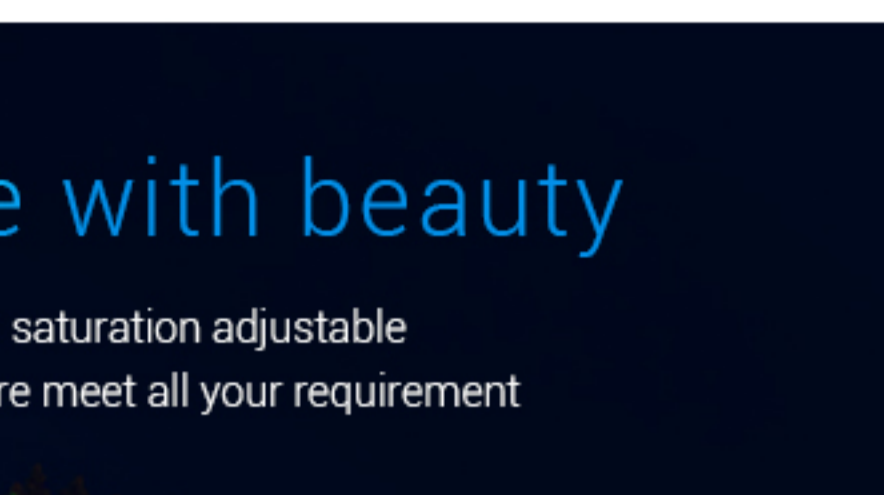 e with beauty
saturation adjustable
re meet all your requirement